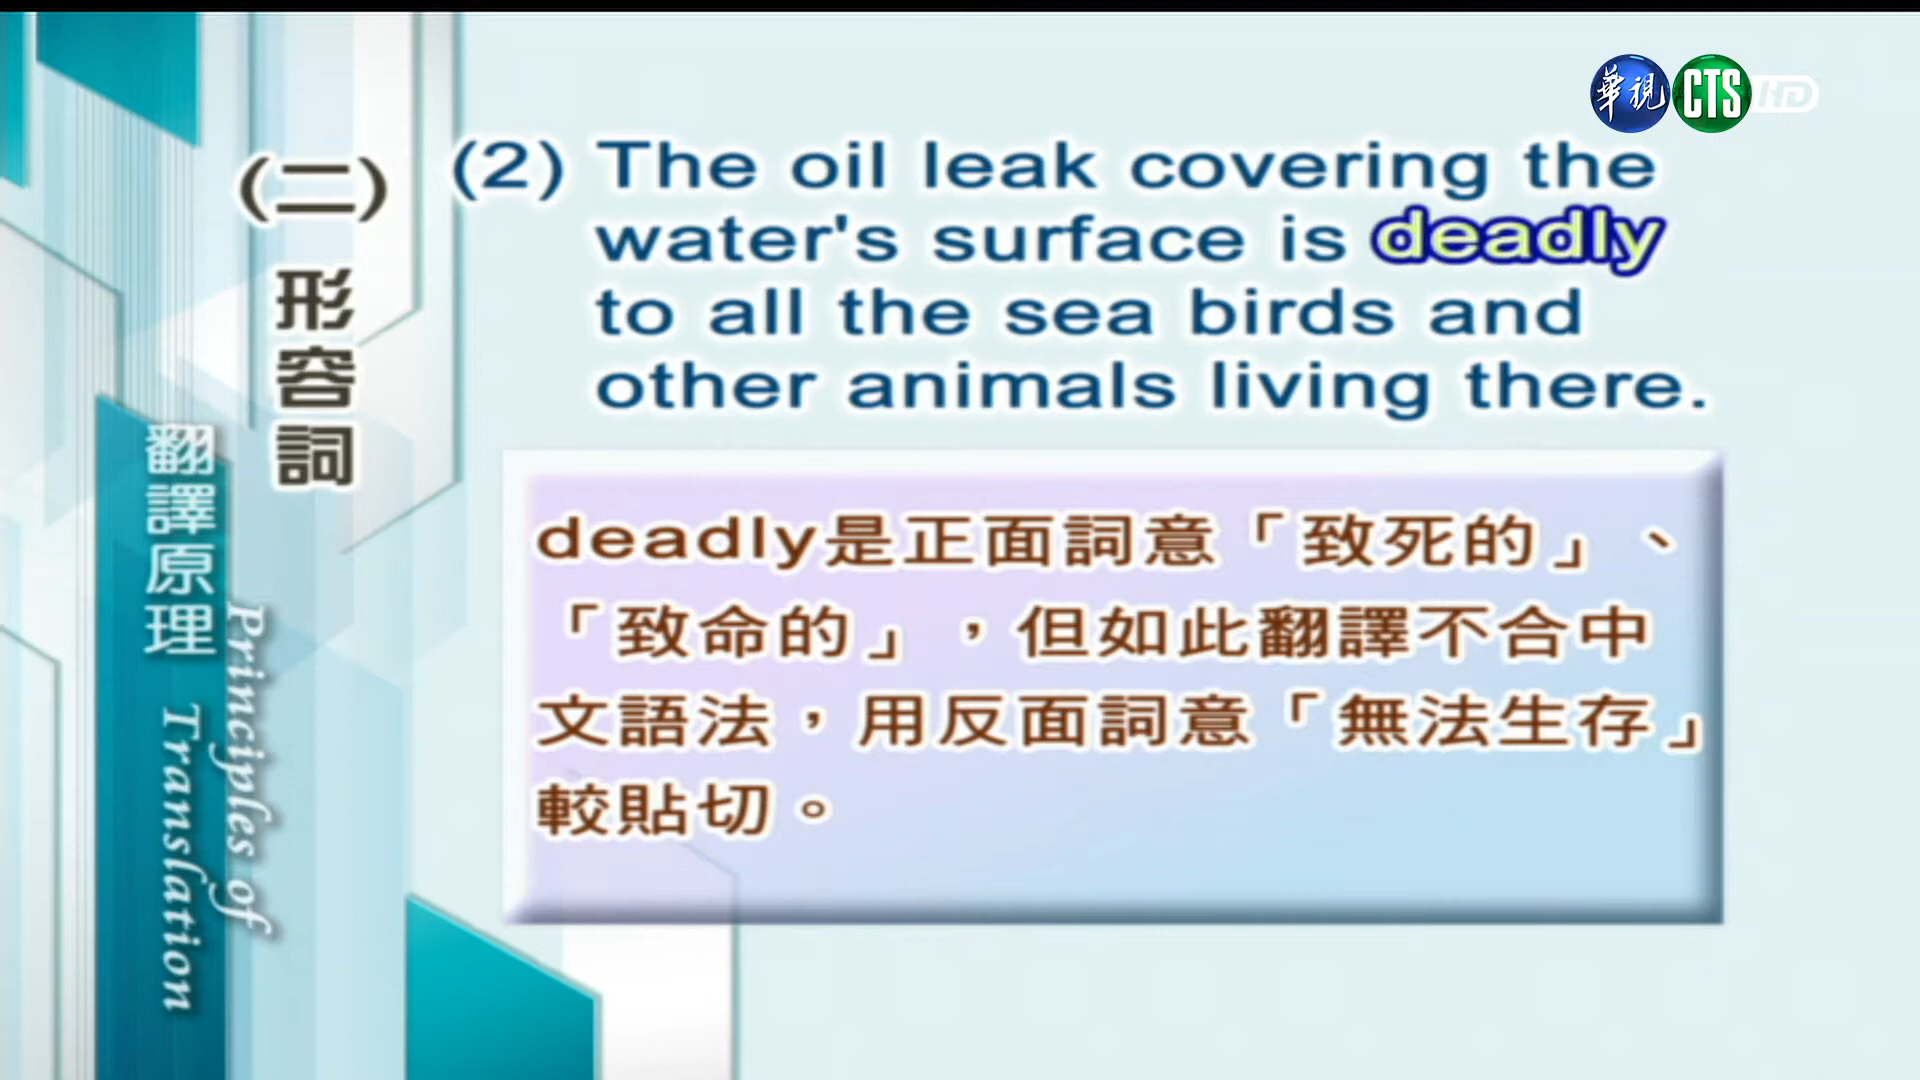 華視 CTS HD
(二) 形容詞
翻譯原理
Principles of
Translation
(2) The oil leak covering the
water's surface is deadly
to all the sea birds and
other animals living there.
deadly是正面詞意「致死的」、
「致命的」，但如此翻譯不合中
文語法，用反面詞意「無法生存」
較貼切。